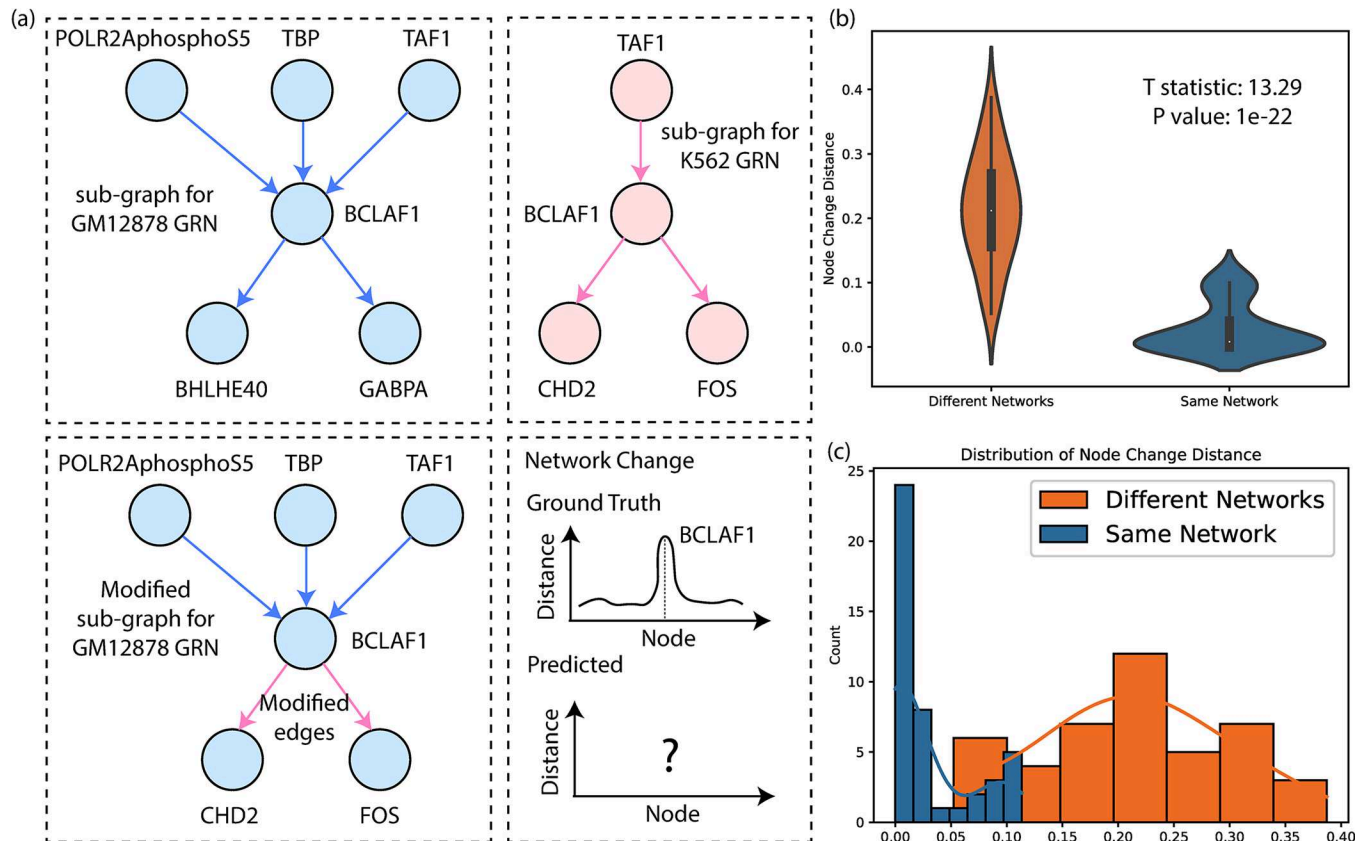 (a)
POLR2AphosphoS5
TBP
TAF1
sub-graph for
GM12878 GRN
BCLAF1
BHLHE40
GABPA
TAF1
sub-graph for
K562 GRN
BCLAF1
CHD2
FOS
POLR2AphosphoS5
TBP
TAF1
Modified
sub-graph for
GM12878 GRN
BCLAF1
Modified
edges
CHD2
FOS
Network Change
Ground Truth
BCLAF1
Distance
Node
Predicted
Distance
?
Node
(b)
T statistic: 13.29
P value: 1e-22
Node Change Distance
0.4
0.3
0.2
0.1
0.0
Different Networks
Same Network
(c)
Distribution of Node Change Distance
Different Networks
Same Network
Count
25
20
15
10
5
0
0.00
0.05
0.10
0.15
0.20
0.25
0.30
0.35
0.40